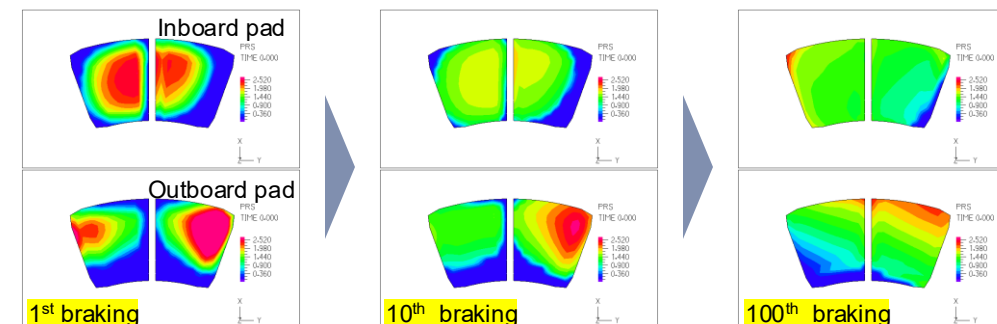 Inboard pad
PRS
TIME 0.000
2.520
1.980
1.440
0.900
0.360
X
Z
Y
PRS
TIME 0.000
2.520
1.980
1.440
0.900
0.360
X
Z
Y
PRS
TIME 0.000
2.520
1.980
1.440
0.900
0.360
X
Z
Y
Outboard pad
PRS
TIME 0.000
2.520
1.980
1.440
0.900
0.360
X
Y
1st braking
PRS
TIME 0.000
2.520
1.980
1.440
0.900
0.360
X
Y
10th braking
PRS
TIME 0.000
2.520
1.980
1.440
0.900
0.360
X
Y
100th braking